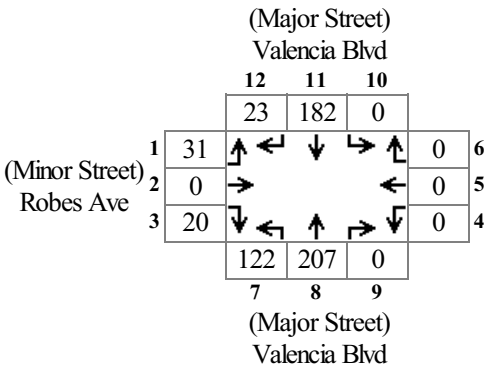 (Major Street)
Valencia Blvd
12 11 10
23 182 0
1 31 0 6
(Minor Street)
2 0 0 5
Robes Ave
3 20 0 4
122 207 0
7 8 9
(Major Street)
Valencia Blvd